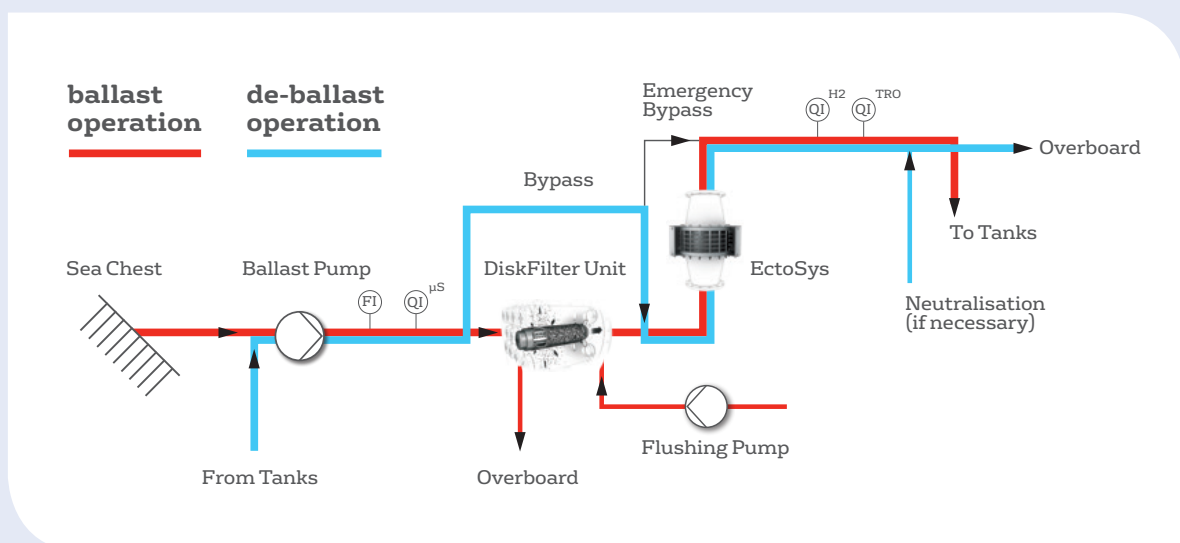 ballast
operation
de-ballast
operation
Emergency
Bypass
QI H2
QI TRO
Overboard
Bypass
To Tanks
Sea Chest
Ballast Pump
DiskFilter Unit
EctoSys
FI
QI µS
Neutralisation
(if necessary)
Flushing Pump
From Tanks
Overboard